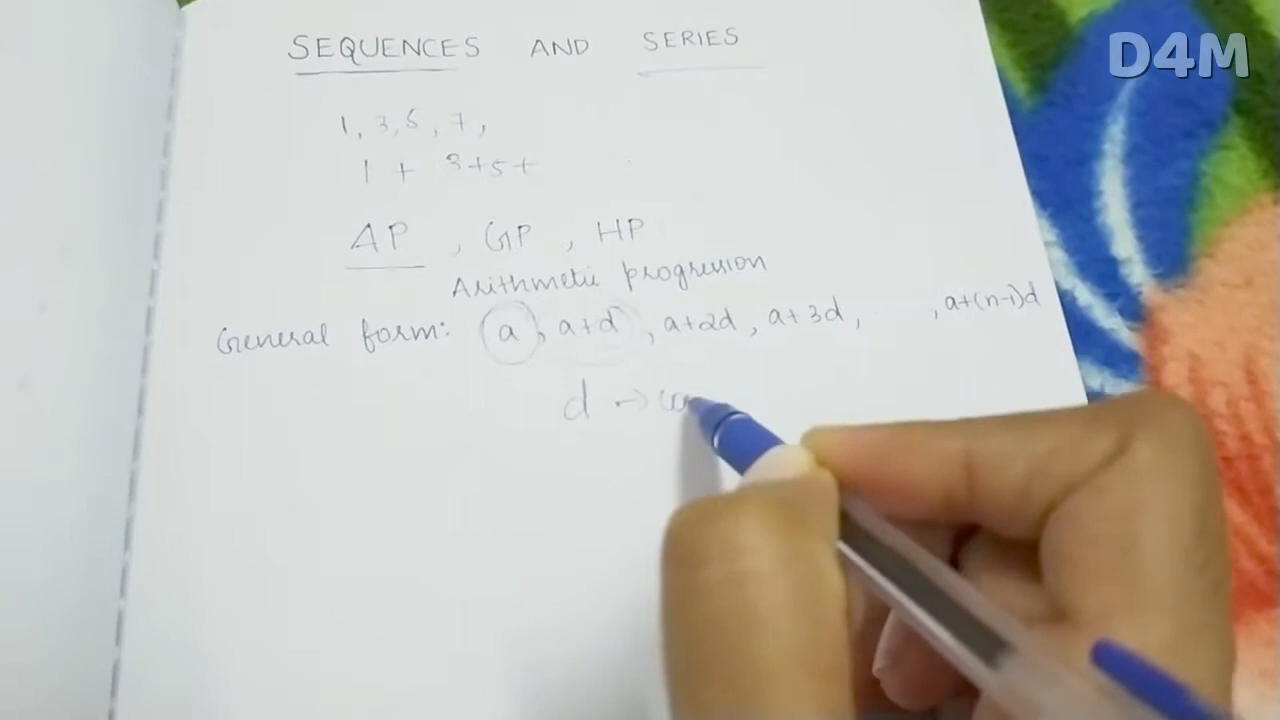 D4M
SEQUENCES AND SERIES
1, 3, 5, 7,
1 + 3+5+
AP, GP, HP
Arithmetic progression
General form: a, a+d, a+2d, a+3d, ......, a+(n-1)d
d →